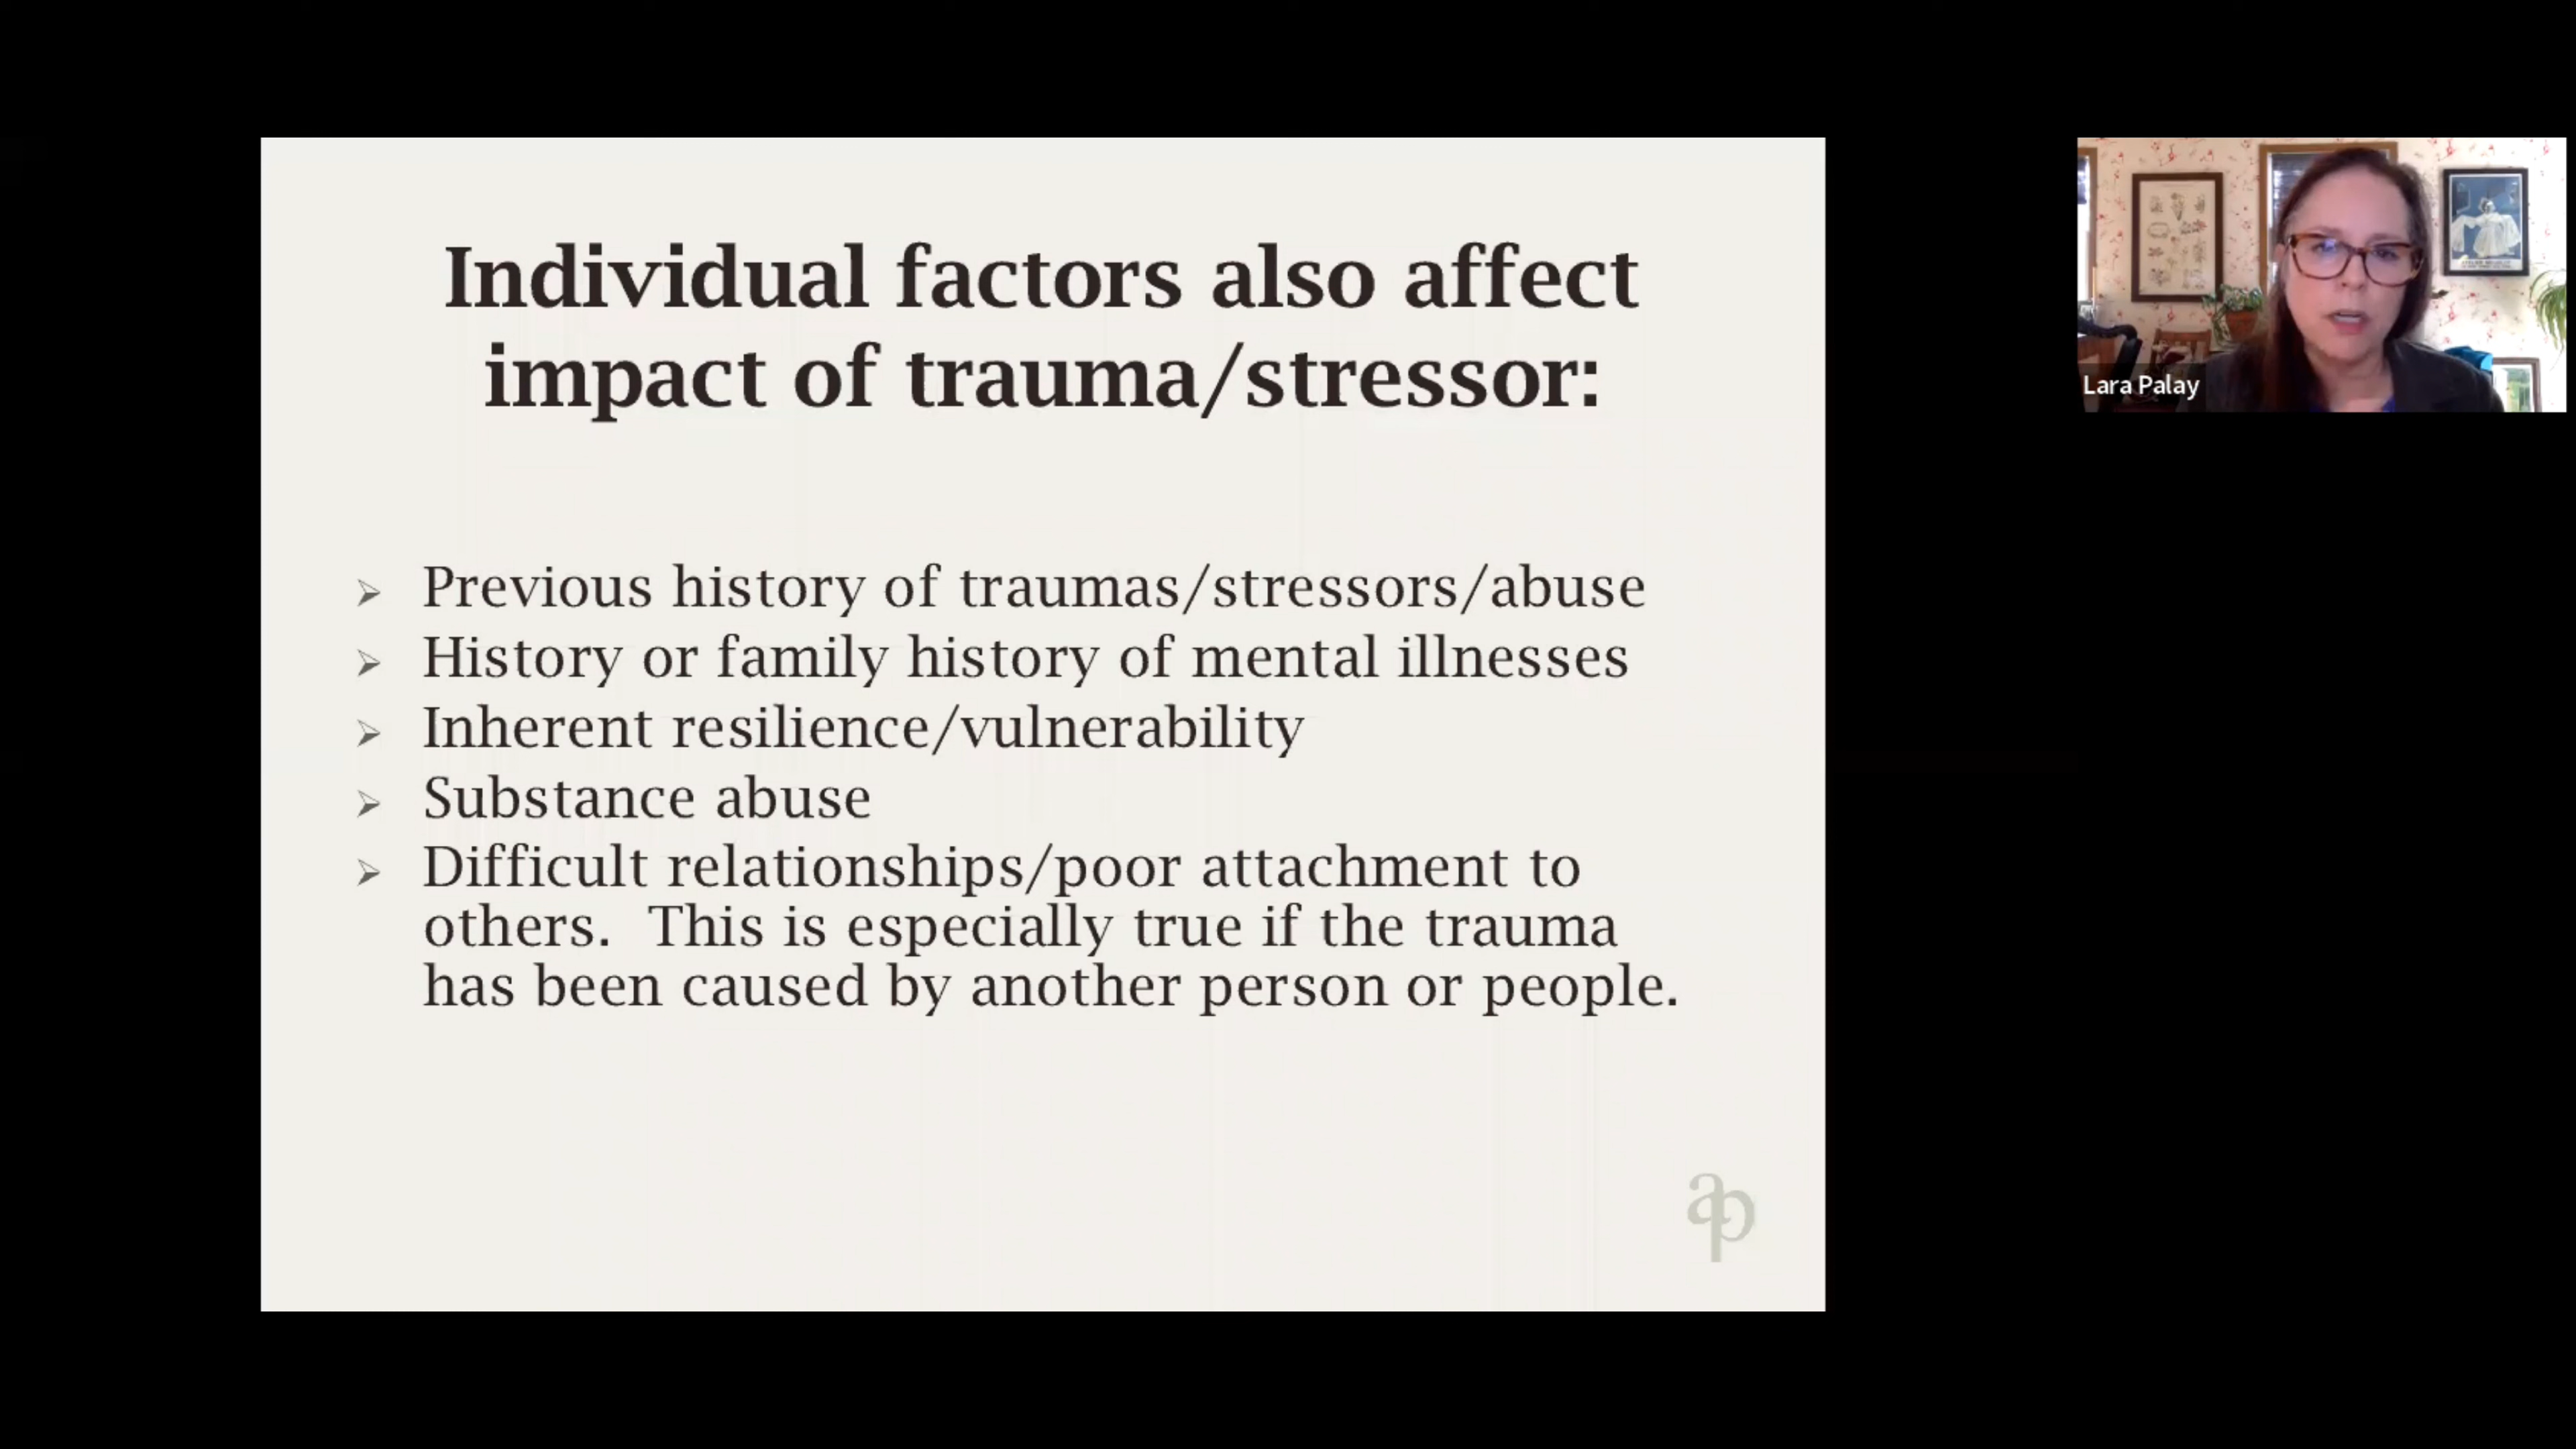 Individual factors also affect
impact of trauma/stressor:
Previous history of traumas/stressors/abuse
History or family history of mental illnesses
Inherent resilience/vulnerability
Substance abuse
Difficult relationships/poor attachment to
others.  This is especially true if the trauma
has been caused by another person or people.
ap
Lara Palay